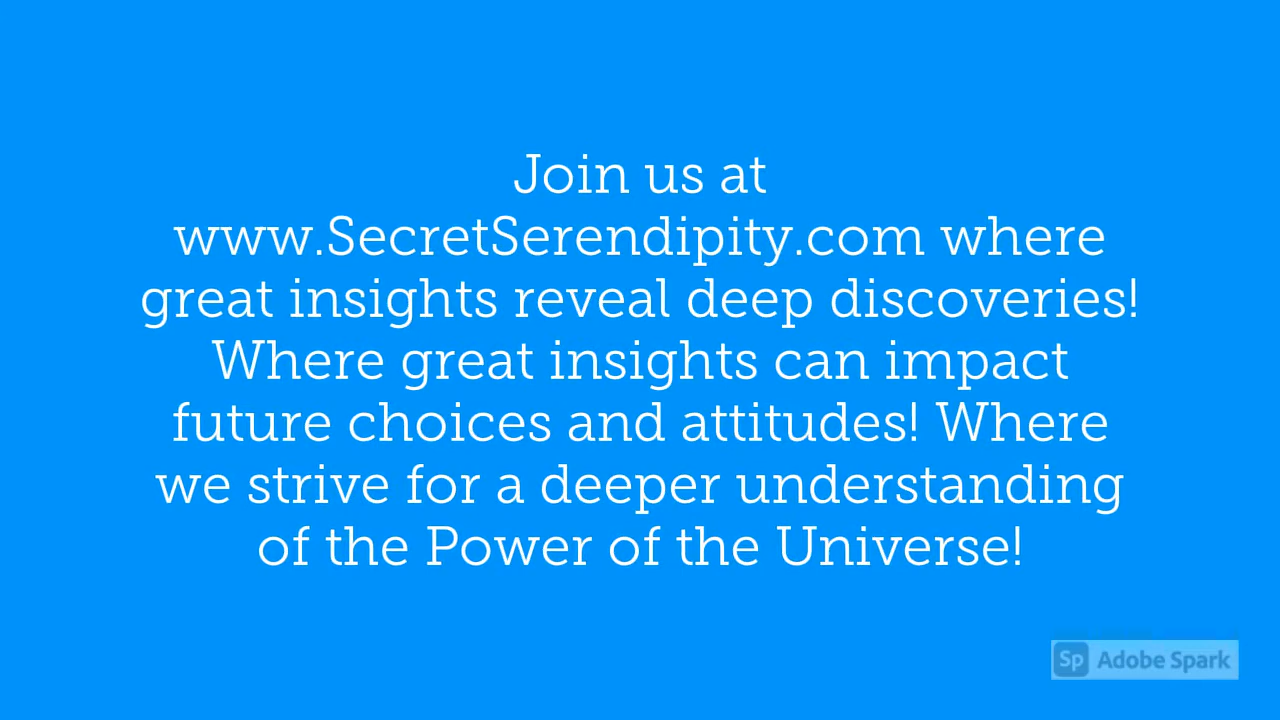 Join us at
www.SecretSerendipity.com where
great insights reveal deep discoveries!
Where great insights can impact
future choices and attitudes! Where
we strive for a deeper understanding
of the Power of the Universe!
Sp Adobe Spark